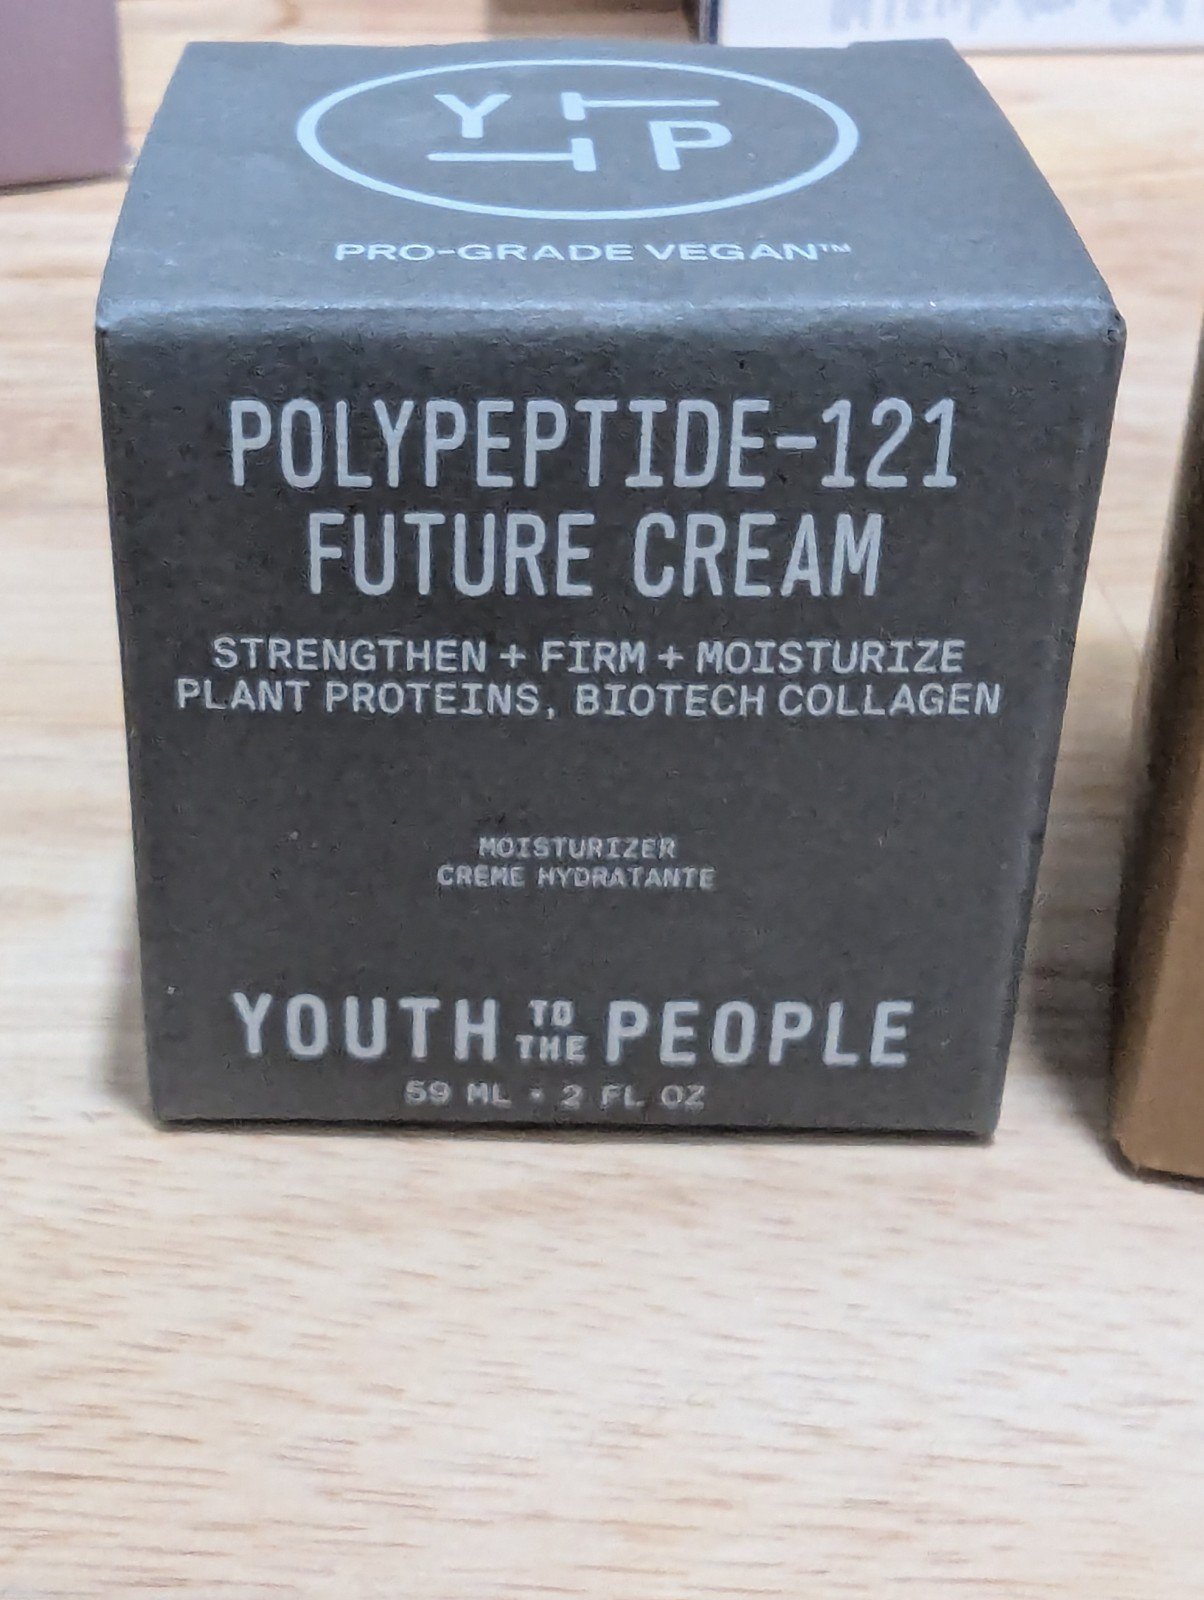 Y T
T P
PRO-GRADE VEGAN™
POLYPEPTIDE-121
FUTURE CREAM
STRENGTHEN + FIRM + MOISTURIZE
PLANT PROTEINS, BIOTECH COLLAGEN
MOISTURIZER
CRÈME HYDRATANTE
YOUTH TO THE PEOPLE
59 ML • 2 FL OZ